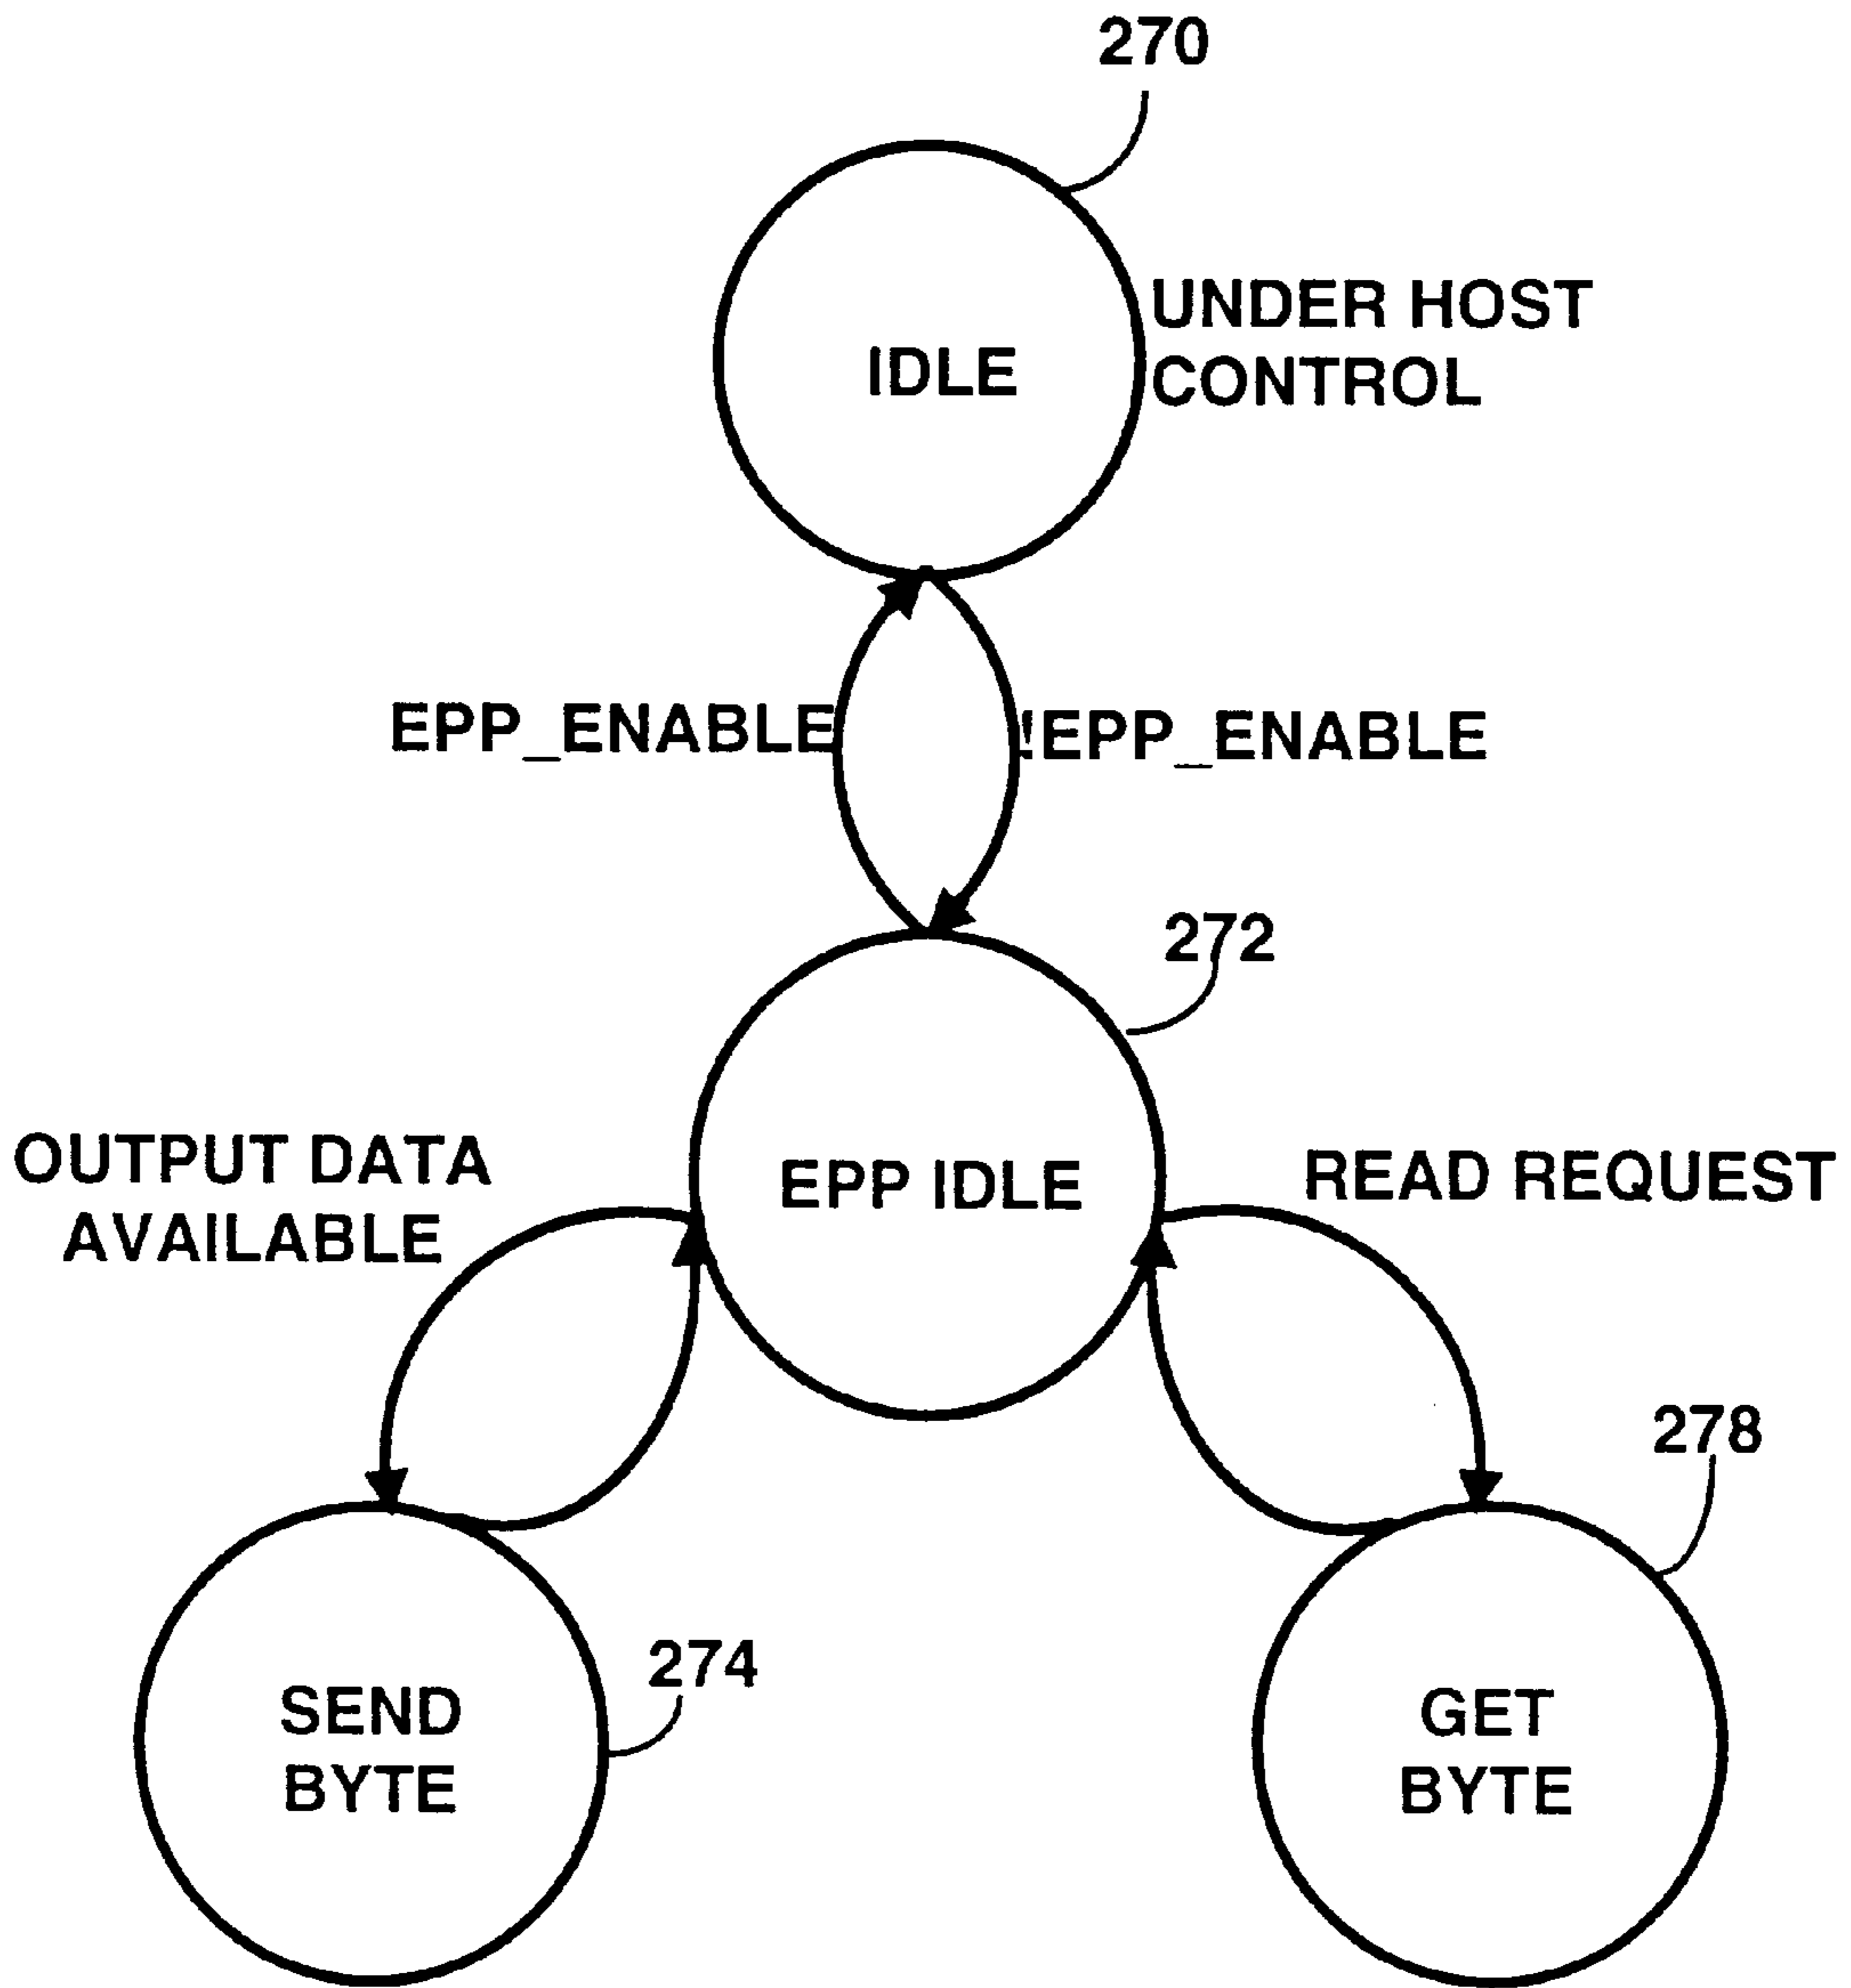 270
UNDER HOST
CONTROL
IDLE
EPP_ENABLE
!EPP_ENABLE
272
OUTPUT DATA
AVAILABLE
EPP IDLE
READ REQUEST
278
274
SEND
BYTE
GET
BYTE